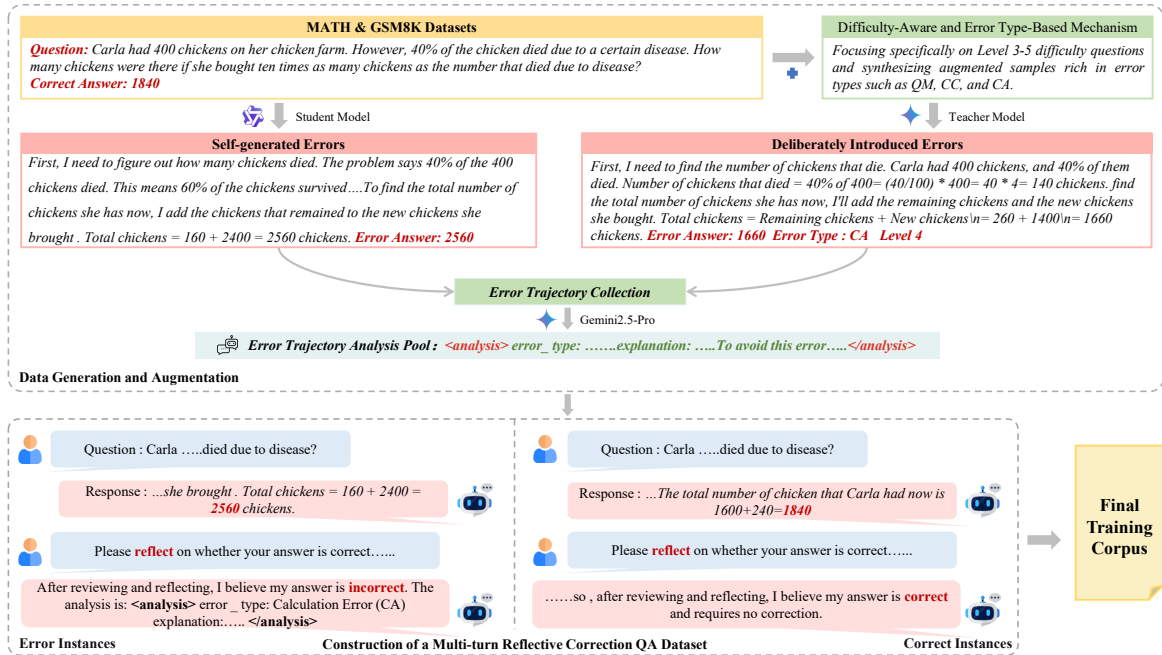 MATH & GSM8K Datasets
Question: Carla had 400 chickens on her chicken farm. However, 40% of the chicken died due to a certain disease. How
many chickens were there if she bought ten times as many chickens as the number that died due to disease?
Correct Answer: 1840
Difficulty-Aware and Error Type-Based Mechanism
Focusing specifically on Level 3-5 difficulty questions
and synthesizing augmented samples rich in error
types such as QM, CC, and CA.
Student Model
Teacher Model
Self-generated Errors
First, I need to figure out how many chickens died. The problem says 40% of the 400
chickens died. This means 60% of the chickens survived….To find the total number of
chickens she has now, I add the chickens that remained to the new chickens she
brought . Total chickens = 160 + 2400 = 2560 chickens. Error Answer: 2560
Deliberately Introduced Errors
First, I need to find the number of chickens that die. Carla had 400 chickens, and 40% of them
died. Number of chickens that died = 40% of 400= (40/100) * 400= 40 * 4= 140 chickens. find
the total number of chickens she has now, I'll add the remaining chickens and the new chickens
she bought. Total chickens = Remaining chickens + New chickens\n= 260 + 1400\n= 1660
chickens. Error Answer: 1660 Error Type : CA Level 4
Error Trajectory Collection
Gemini2.5-Pro
Error Trajectory Analysis Pool : <analysis> error_ type: …….explanation: …..To avoid this error…..</analysis>
Data Generation and Augmentation
Question : Carla …..died due to disease?
Response : …she brought . Total chickens = 160 + 2400 =
2560 chickens.
Please reflect on whether your answer is correct…...
After reviewing and reflecting, I believe my answer is incorrect. The
analysis is: <analysis> error _ type: Calculation Error (CA)
explanation:….. </analysis>
Error Instances
Question : Carla …..died due to disease?
Response : …The total number of chicken that Carla had now is
1600+240=1840
Please reflect on whether your answer is correct…...
……so , after reviewing and reflecting, I believe my answer is correct
and requires no correction.
Construction of a Multi-turn Reflective Correction QA Dataset
Correct Instances
Final
Training
Corpus